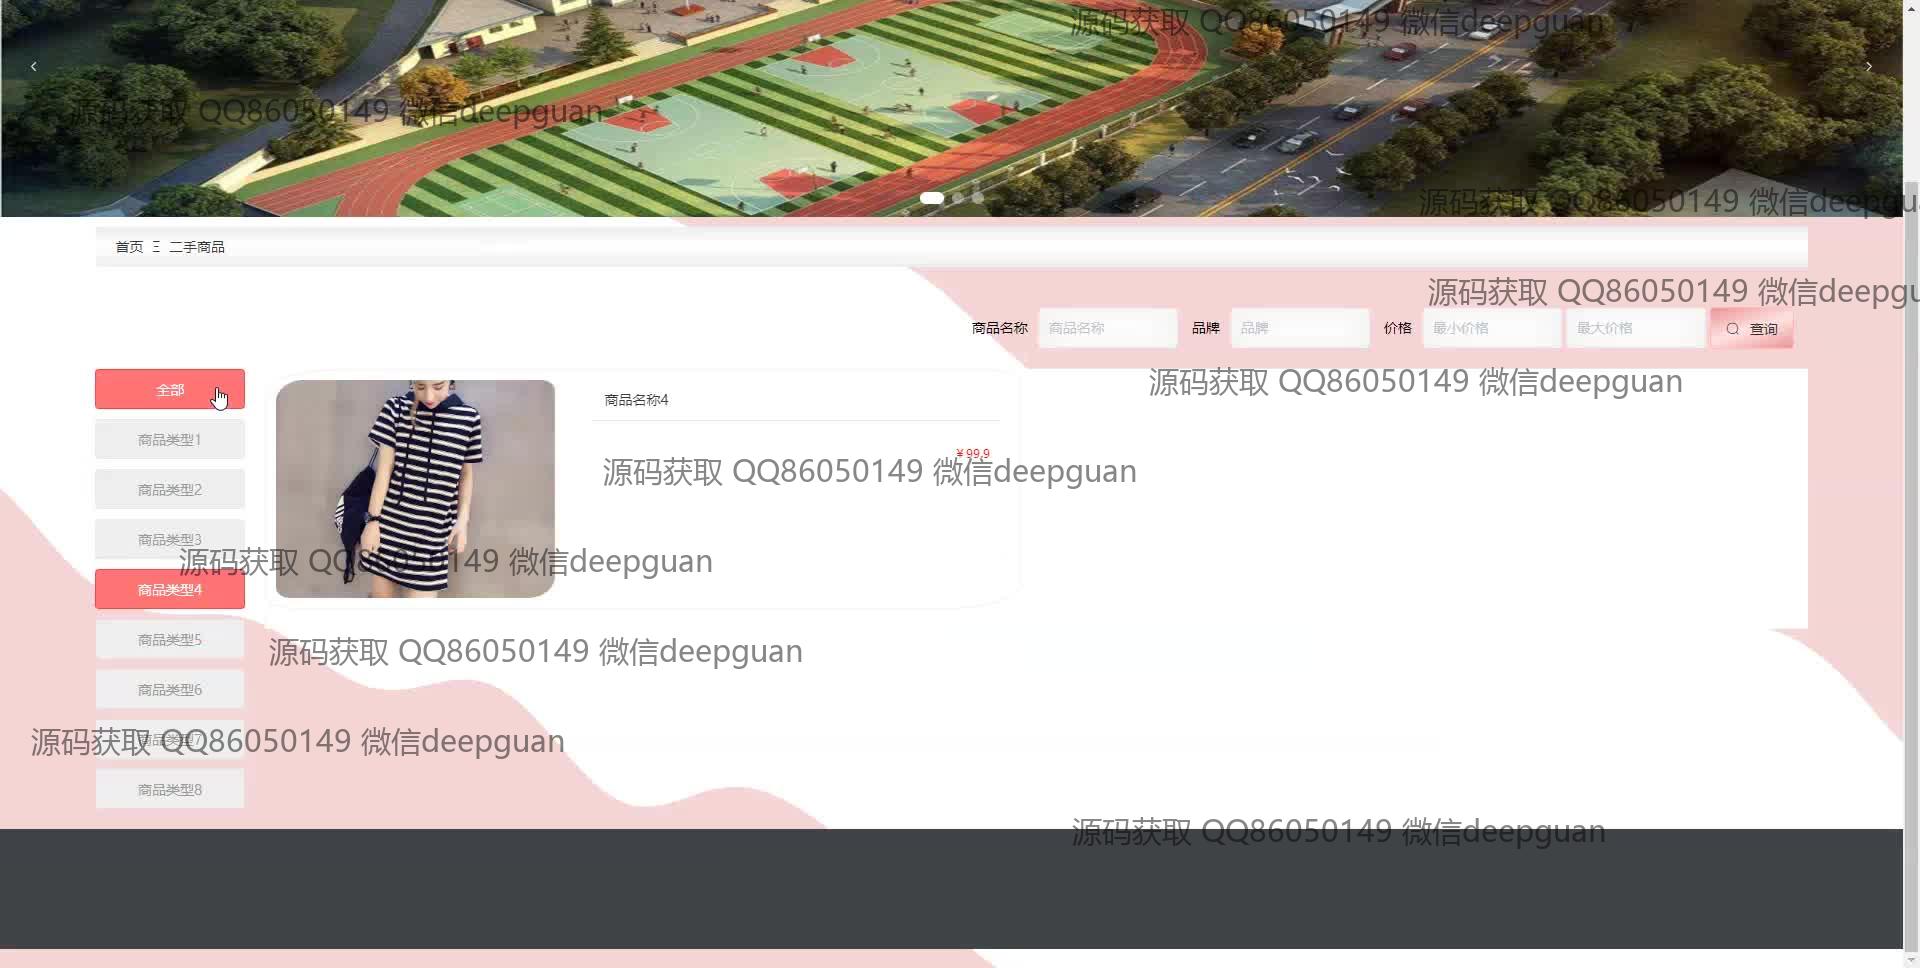 源码获取 QQ86050149 微信deepguan
源码获取 QQ86050149 微信deepguan
源码获取 QQ86050149 微信deepgu
首页 Ξ 二手商品
源码获取 QQ86050149 微信deepgu
商品名称 商品名称 品牌 品牌 价格 最小价格 最大价格 查询
源码获取 QQ86050149 微信deepguan
全部
商品名称4
商品类型1
￥99.9
源码获取 QQ86050149 微信deepguan
商品类型2
商品类型3
源码获取 QQ86050149 微信deepguan
商品类型4
商品类型5
源码获取 QQ86050149 微信deepguan
商品类型6
商品类型7
源码获取 QQ86050149 微信deepguan
商品类型8
源码获取 QQ86050149 微信deepguan